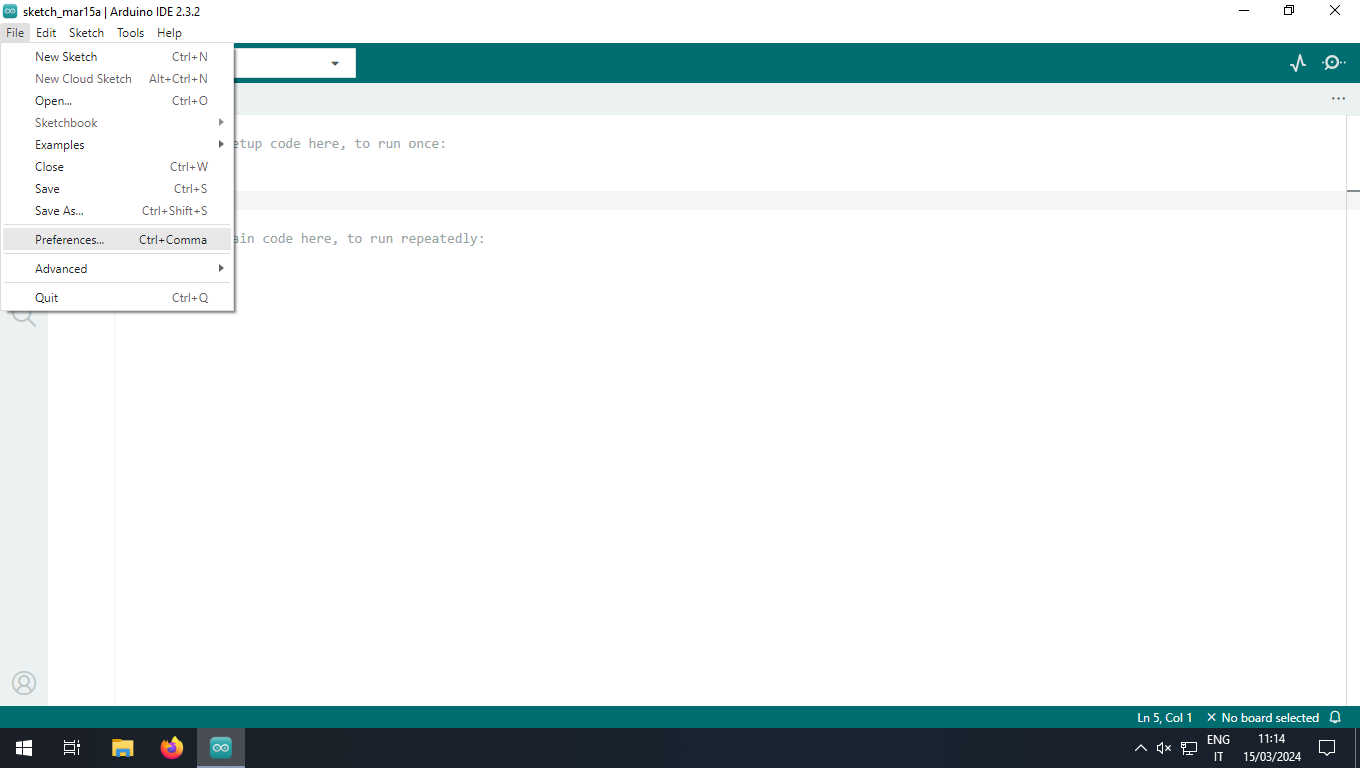 sketch_mar15a | Arduino IDE 2.3.2
File Edit Sketch Tools Help
New Sketch Ctrl+N
New Cloud Sketch Alt+Ctrl+N
Open... Ctrl+O
Sketchbook
Examples
Close Ctrl+W
Save Ctrl+S
Save As... Ctrl+Shift+S
Preferences... Ctrl+Comma
Advanced
Quit Ctrl+Q
etup code here, to run once:
ain code here, to run repeatedly:
Ln 5, Col 1 × No board selected
ENG
IT
11:14
15/03/2024